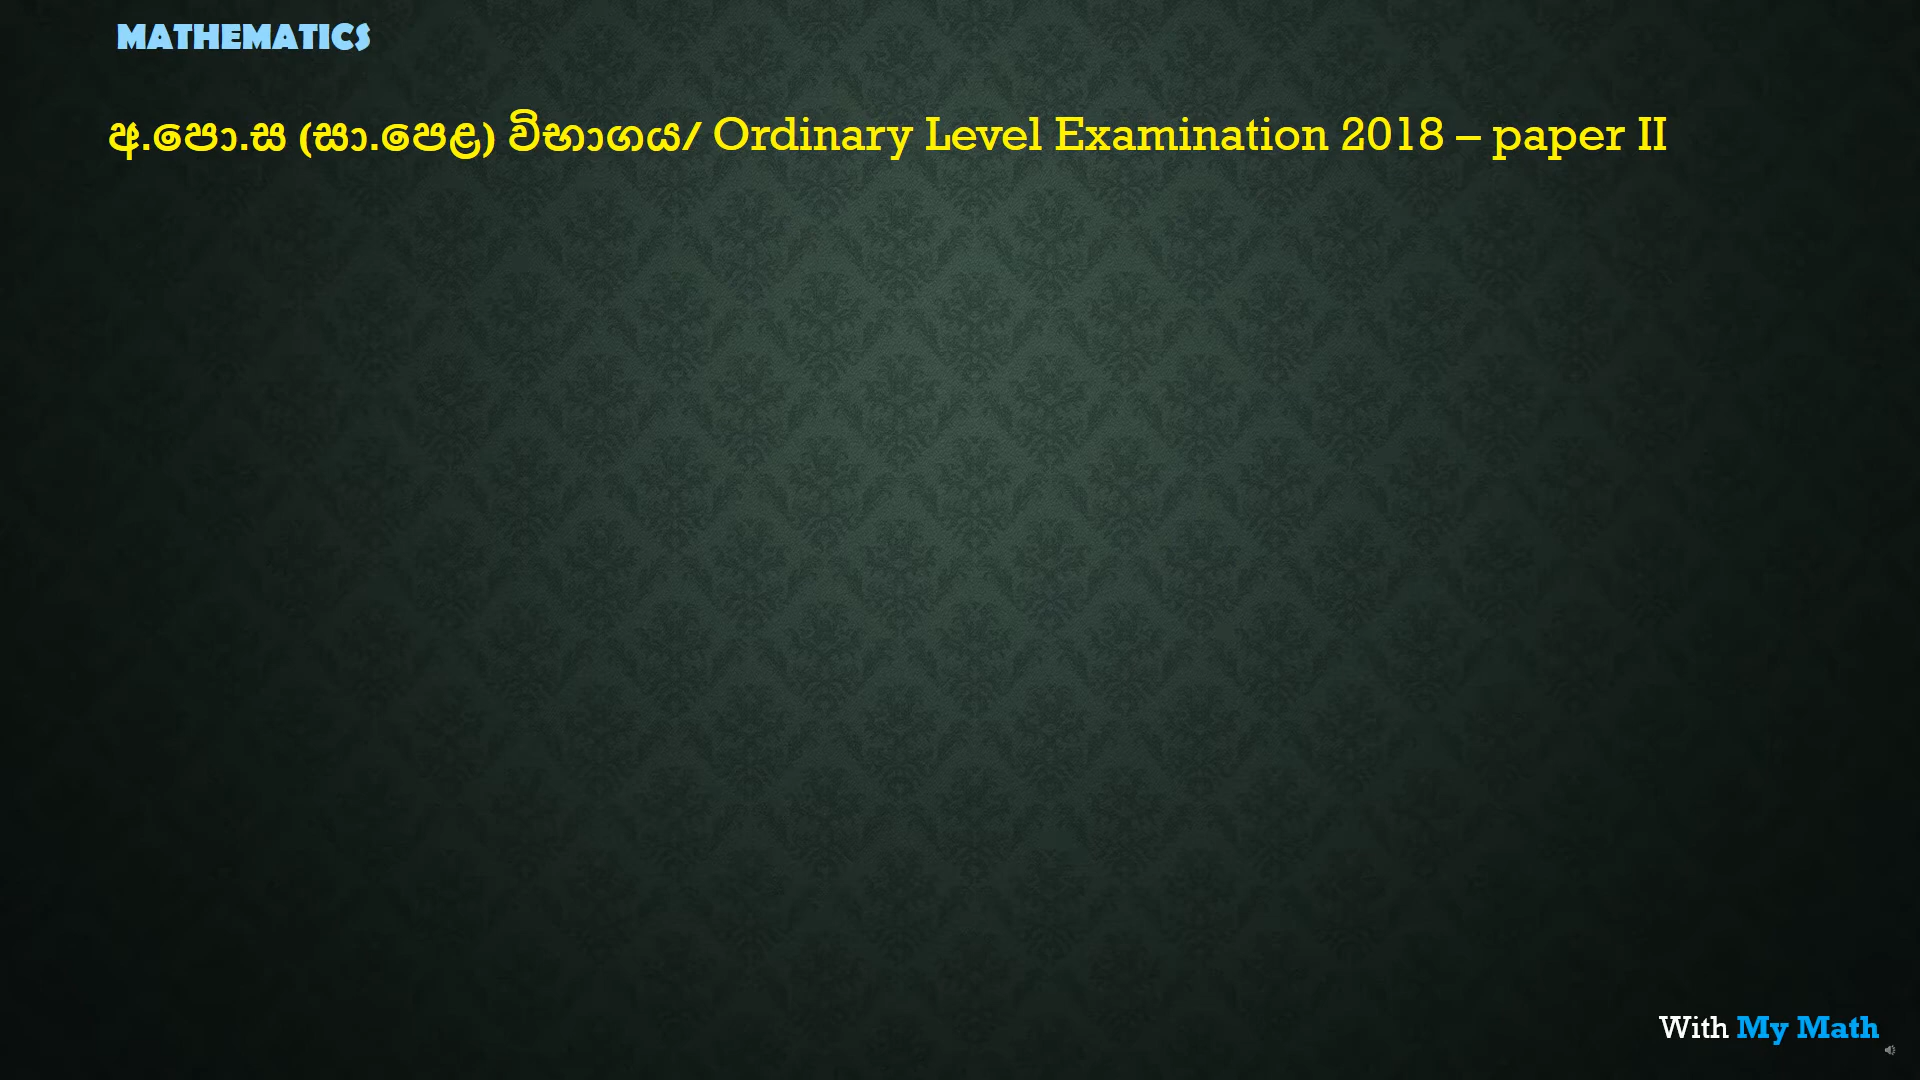 MATHEMATICS
අ.පො.ස (සා.පෙළ) විභාගය/ Ordinary Level Examination 2018 – paper II
With My Math